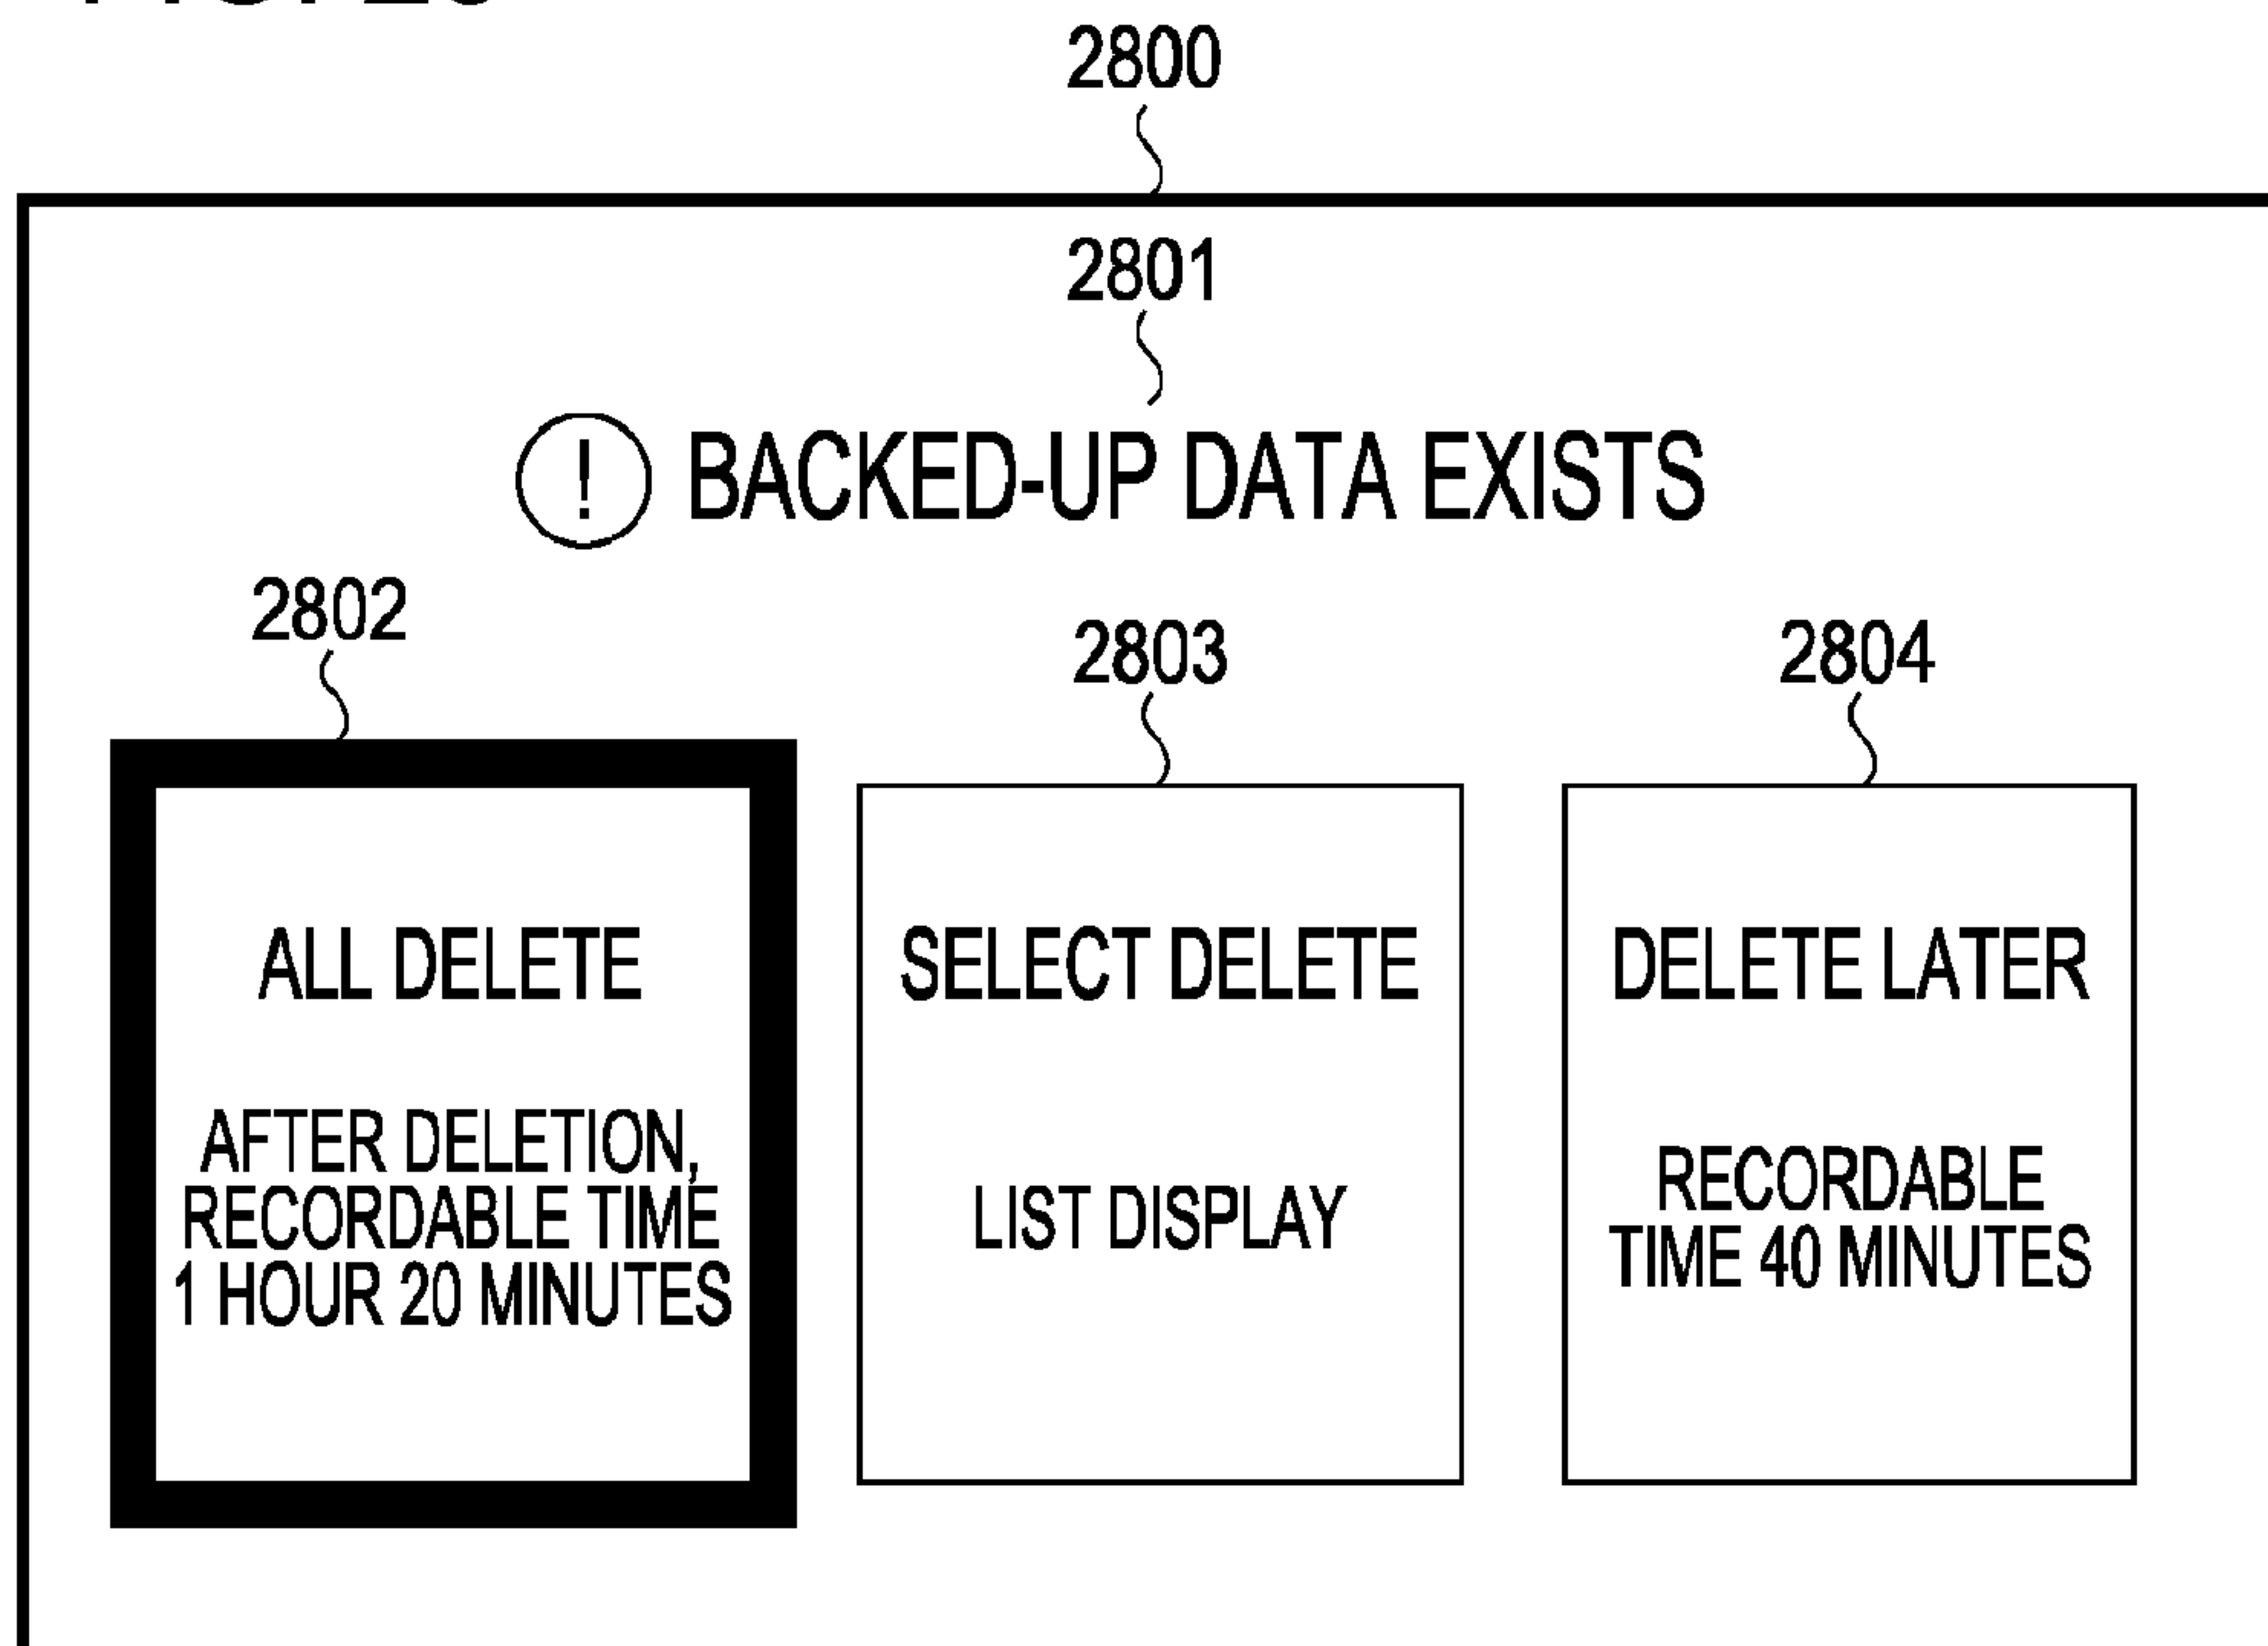 2800
2801
! BACKED-UP DATA EXISTS
2802
2803
2804
ALL DELETE
AFTER DELETION,
RECORDABLE TIME
1 HOUR 20 MINUTES
SELECT DELETE
LIST DISPLAY
DELETE LATER
RECORDABLE
TIME 40 MINUTES